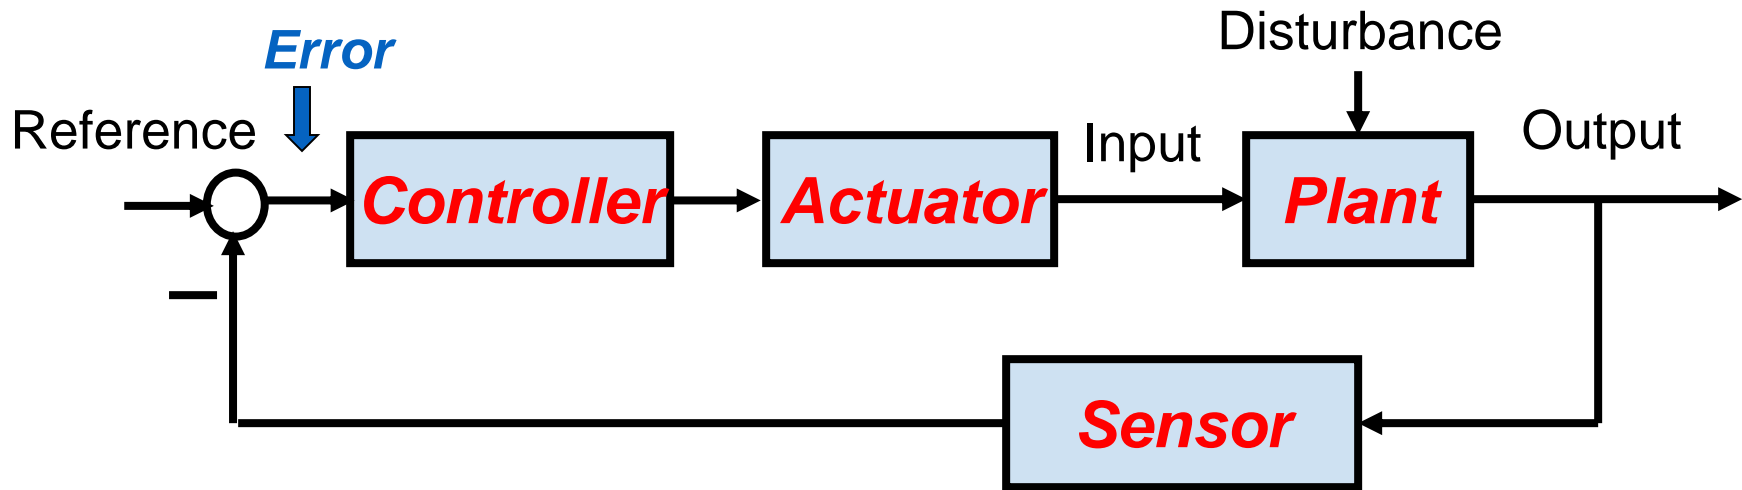 Disturbance
Error
Reference
Input
Output
Controller
Actuator
Plant
–
Sensor